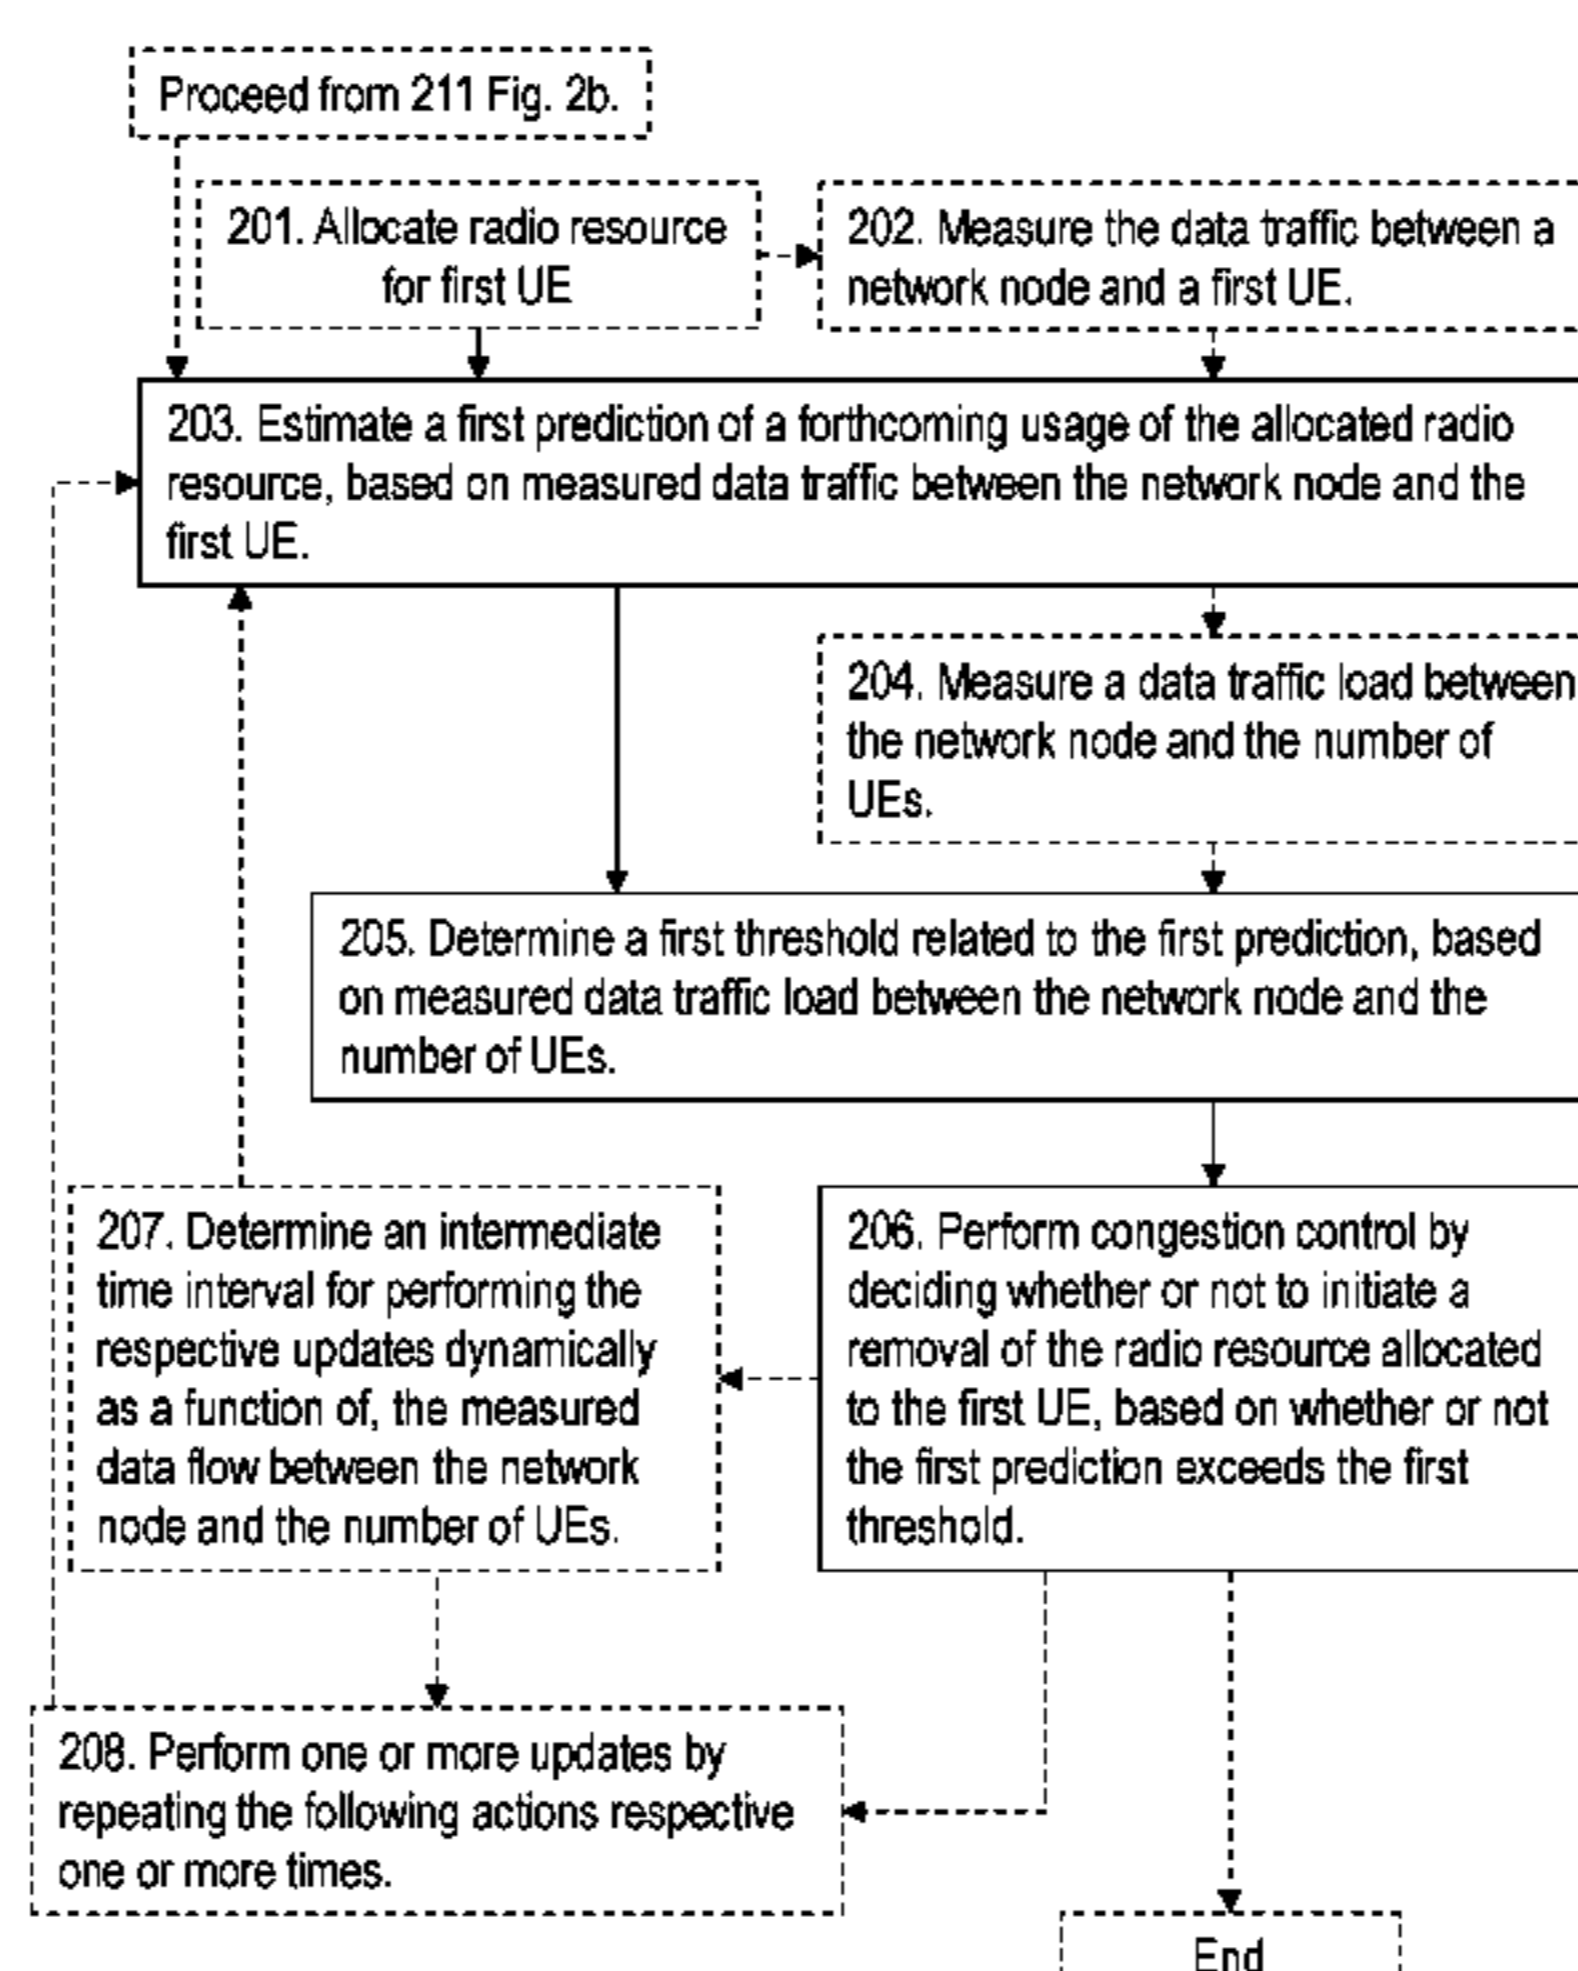 Proceed from 211 Fig. 2b.
201. Allocate radio resource
for first UE
202. Measure the data traffic between a
network node and a first UE.
203. Estimate a first prediction of a forthcoming usage of the allocated radio
resource, based on measured data traffic between the network node and the
first UE.
204. Measure a data traffic load between
the network node and the number of
UEs.
205. Determine a first threshold related to the first prediction, based
on measured data traffic load between the network node and the
number of UEs.
207. Determine an intermediate
time interval for performing the
respective updates dynamically
as a function of, the measured
data flow between the network
node and the number of UEs.
206. Perform congestion control by
deciding whether or not to initiate a
removal of the radio resource allocated
to the first UE, based on whether or not
the first prediction exceeds the first
threshold.
208. Perform one or more updates by
repeating the following actions respective
one or more times.
End